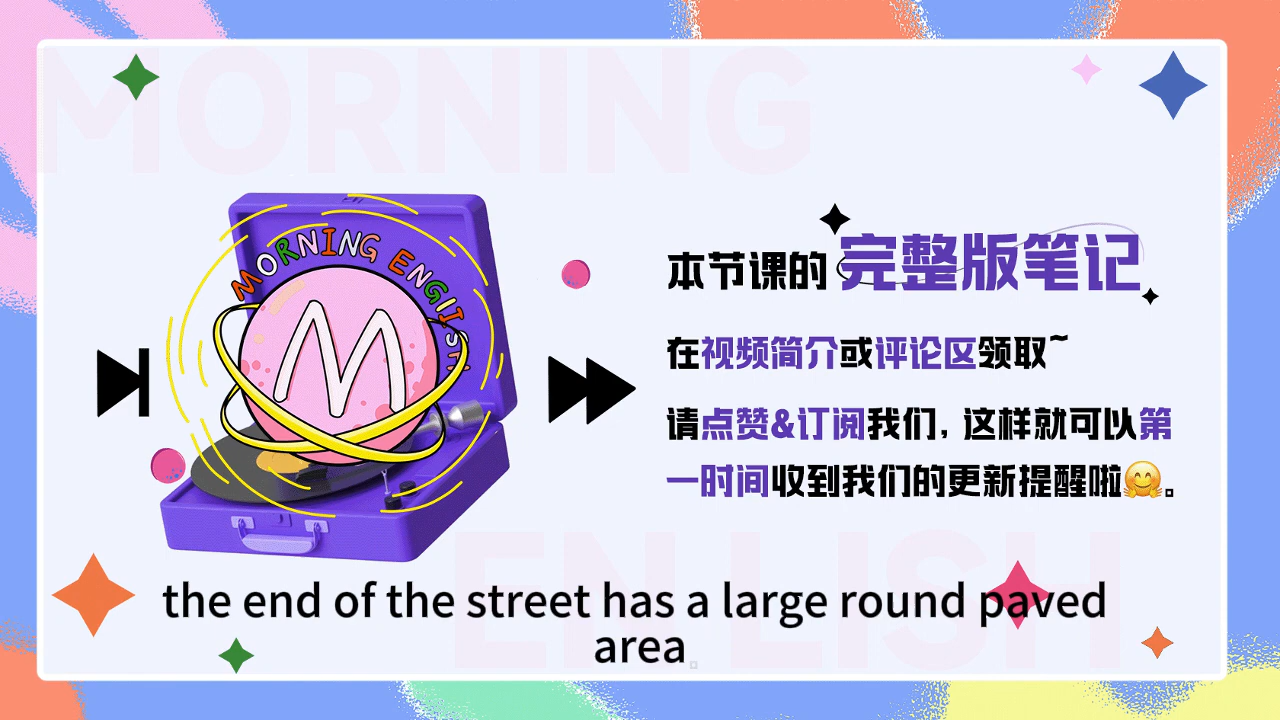 MORNING
MORNING ENGLISH
M
本节课的 完整版笔记
在视频简介或评论区领取~
请点赞&订阅我们, 这样就可以第
一时间收到我们的更新提醒啦🤗。
EN LISH
the end of the street has a large round paved
area